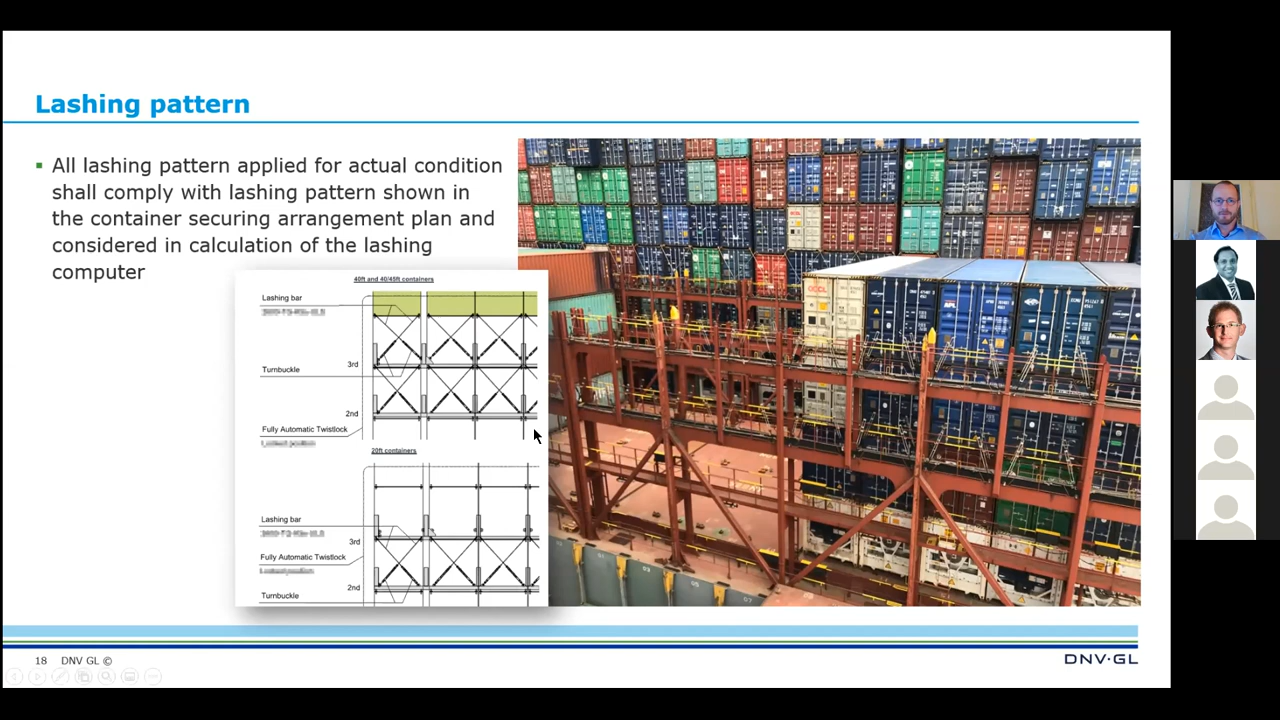 Lashing pattern
▪ All lashing pattern applied for actual condition
shall comply with lashing pattern shown in
the container securing arrangement plan and
considered in calculation of the lashing
computer
40ft and 40/45ft containers
Lashing bar
3rd
Turnbuckle
2nd
Fully Automatic Twistlock
20ft containers
Lashing bar
3rd
Fully Automatic Twistlock
2nd
Turnbuckle
18 DNV GL ©
DNV·GL